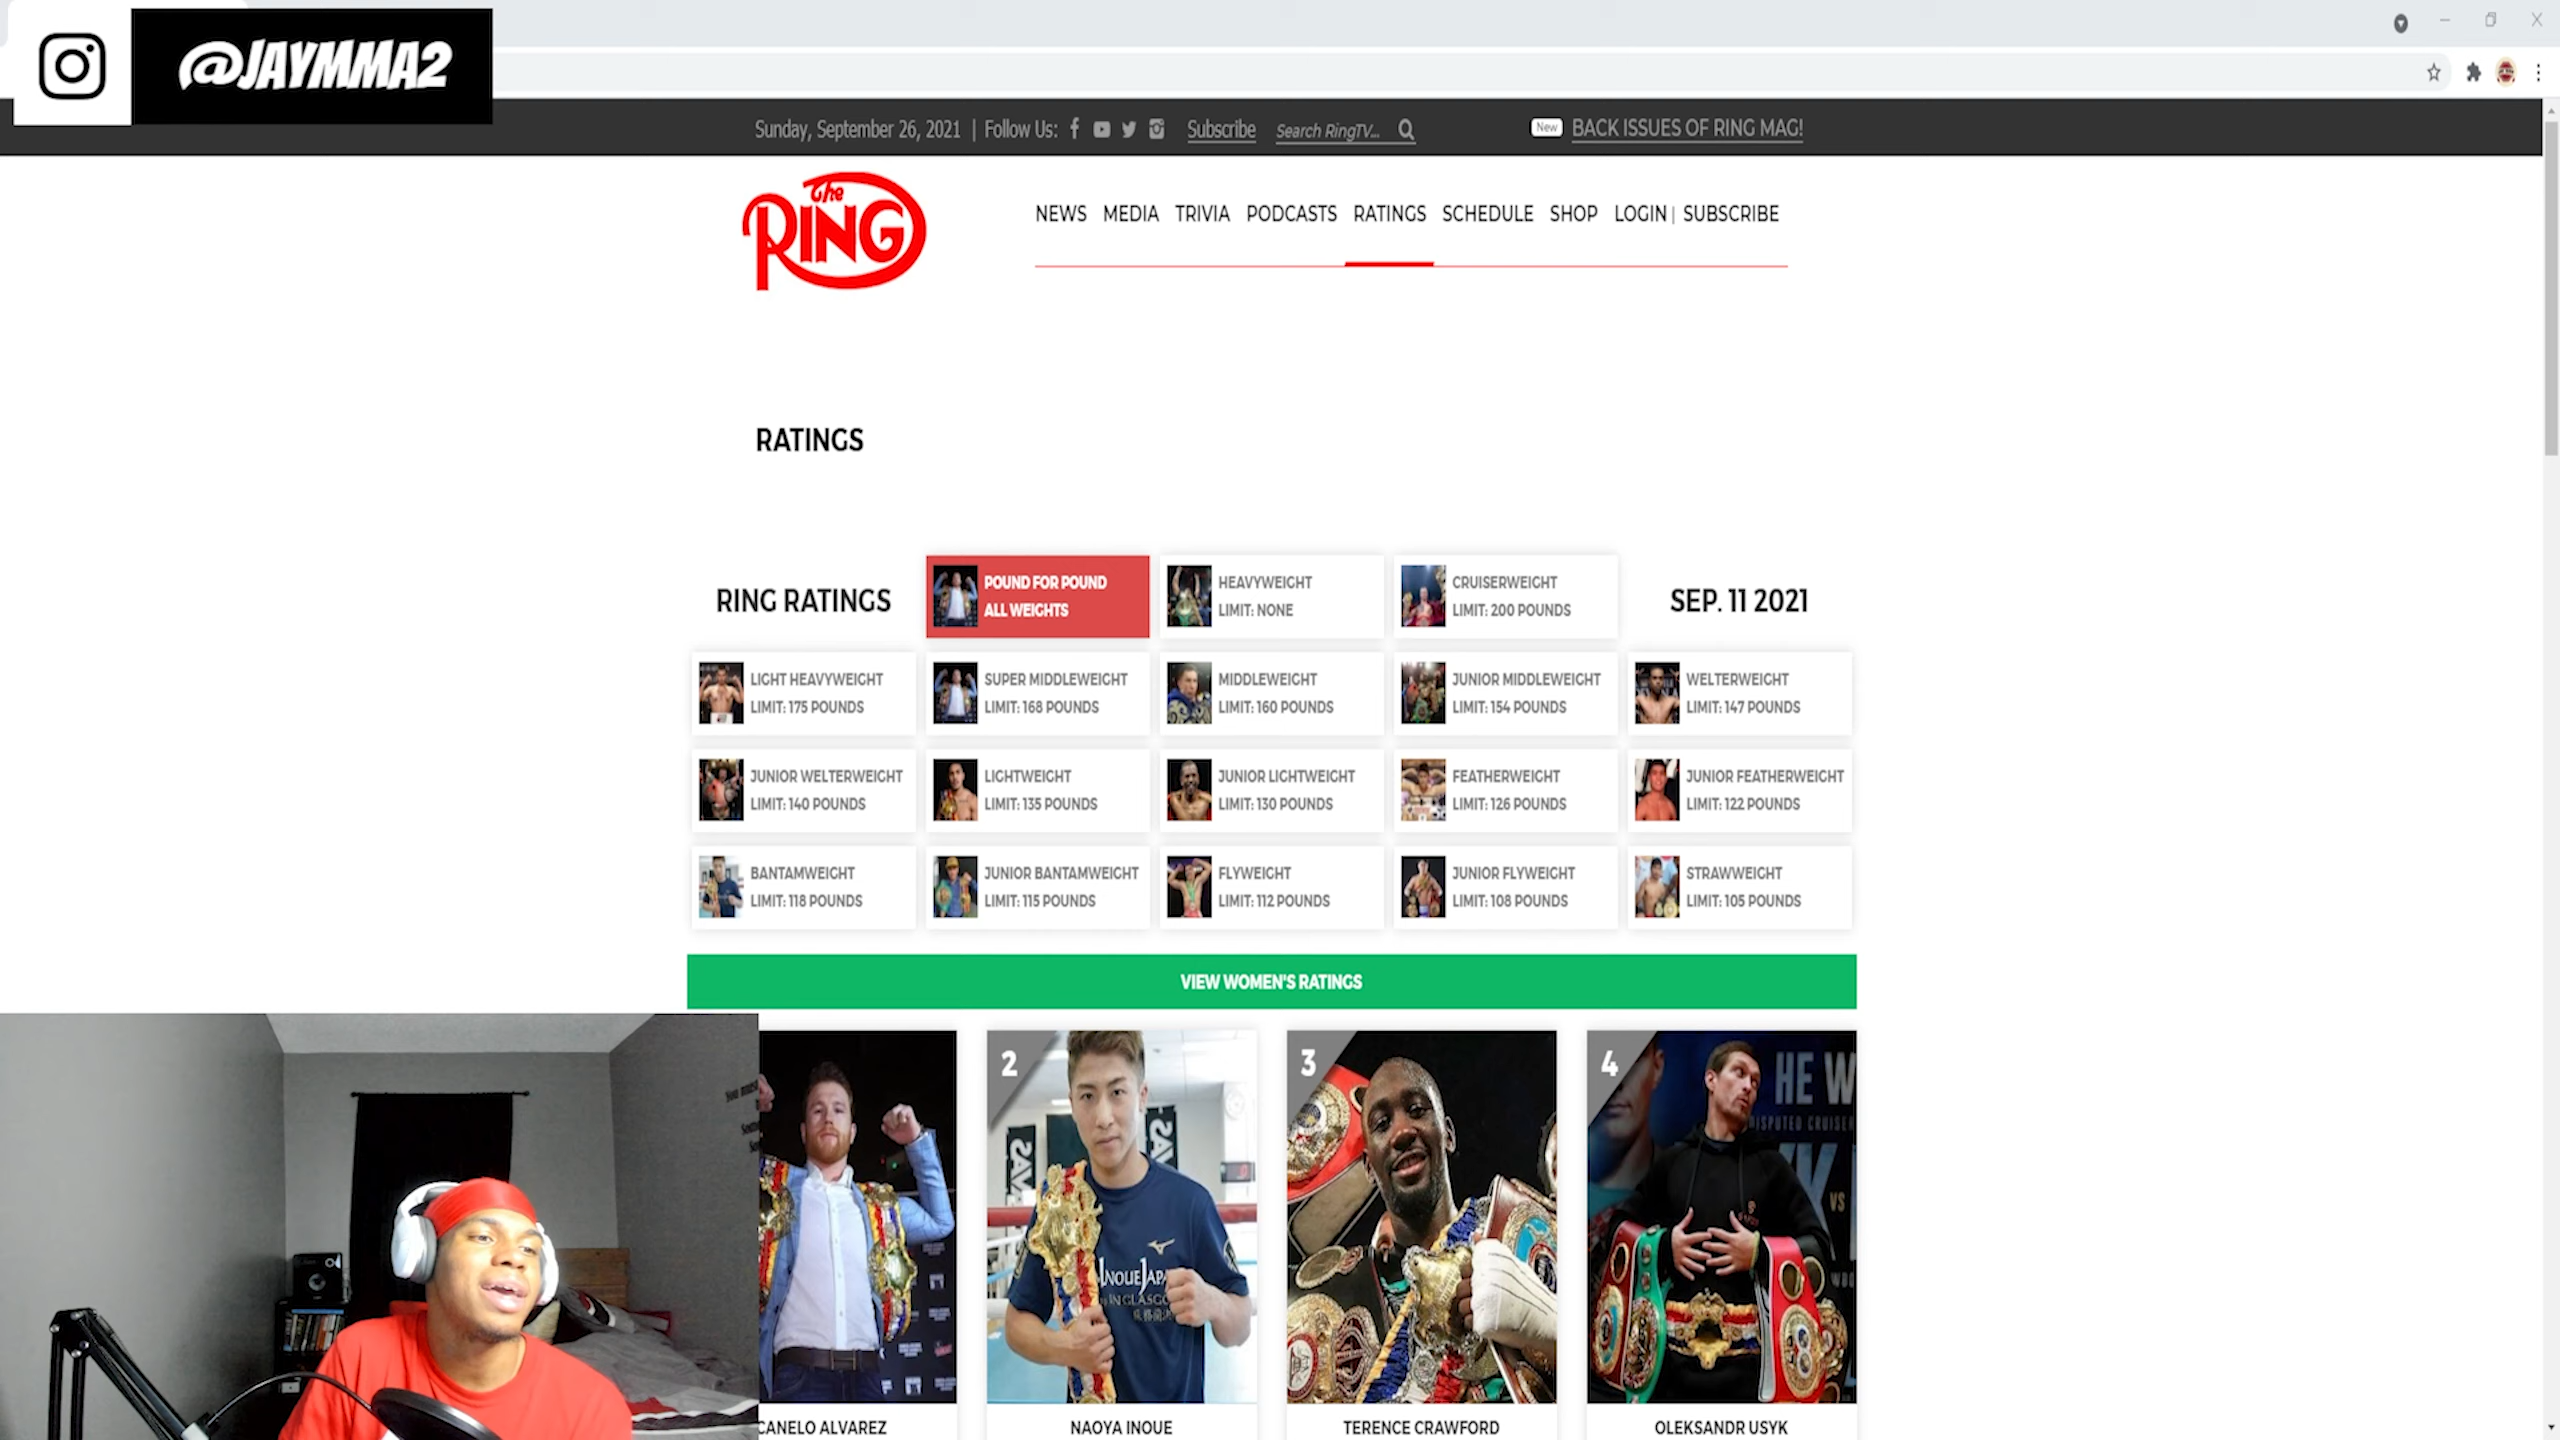 @JAYMMA2
Sunday, September 26, 2021 | Follow Us: Subscribe Search RingTV... New BACK ISSUES OF RING MAG!
The
RING
NEWS MEDIA TRIVIA PODCASTS RATINGS SCHEDULE SHOP LOGIN | SUBSCRIBE
RATINGS
RING RATINGS
POUND FOR POUND
ALL WEIGHTS
HEAVYWEIGHT
LIMIT: NONE
CRUISERWEIGHT
LIMIT: 200 POUNDS
SEP. 11 2021
LIGHT HEAVYWEIGHT
LIMIT: 175 POUNDS
SUPER MIDDLEWEIGHT
LIMIT: 168 POUNDS
MIDDLEWEIGHT
LIMIT: 160 POUNDS
JUNIOR MIDDLEWEIGHT
LIMIT: 154 POUNDS
WELTERWEIGHT
LIMIT: 147 POUNDS
JUNIOR WELTERWEIGHT
LIMIT: 140 POUNDS
LIGHTWEIGHT
LIMIT: 135 POUNDS
JUNIOR LIGHTWEIGHT
LIMIT: 130 POUNDS
FEATHERWEIGHT
LIMIT: 126 POUNDS
JUNIOR FEATHERWEIGHT
LIMIT: 122 POUNDS
BANTAMWEIGHT
LIMIT: 118 POUNDS
JUNIOR BANTAMWEIGHT
LIMIT: 115 POUNDS
FLYWEIGHT
LIMIT: 112 POUNDS
JUNIOR FLYWEIGHT
LIMIT: 108 POUNDS
STRAWWEIGHT
LIMIT: 105 POUNDS
VIEW WOMEN'S RATINGS
2
3
4
HE W
VS
CANELO ALVAREZ
NAOYA INOUE
TERENCE CRAWFORD
OLEKSANDR USYK